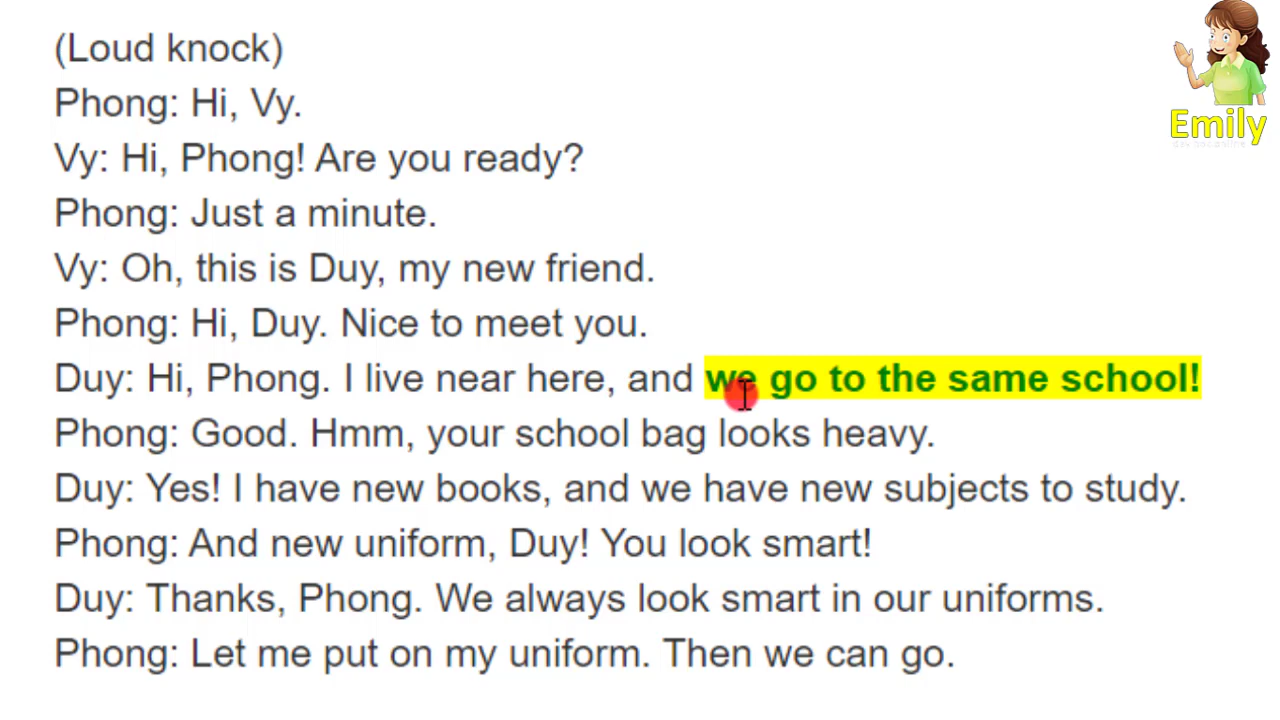 (Loud knock)
Phong: Hi, Vy.
Vy: Hi, Phong! Are you ready?
Phong: Just a minute.
Vy: Oh, this is Duy, my new friend.
Phong: Hi, Duy. Nice to meet you.
Duy: Hi, Phong. I live near here, and we go to the same school!
Phong: Good. Hmm, your school bag looks heavy.
Duy: Yes! I have new books, and we have new subjects to study.
Phong: And new uniform, Duy! You look smart!
Duy: Thanks, Phong. We always look smart in our uniforms.
Phong: Let me put on my uniform. Then we can go.
Emily